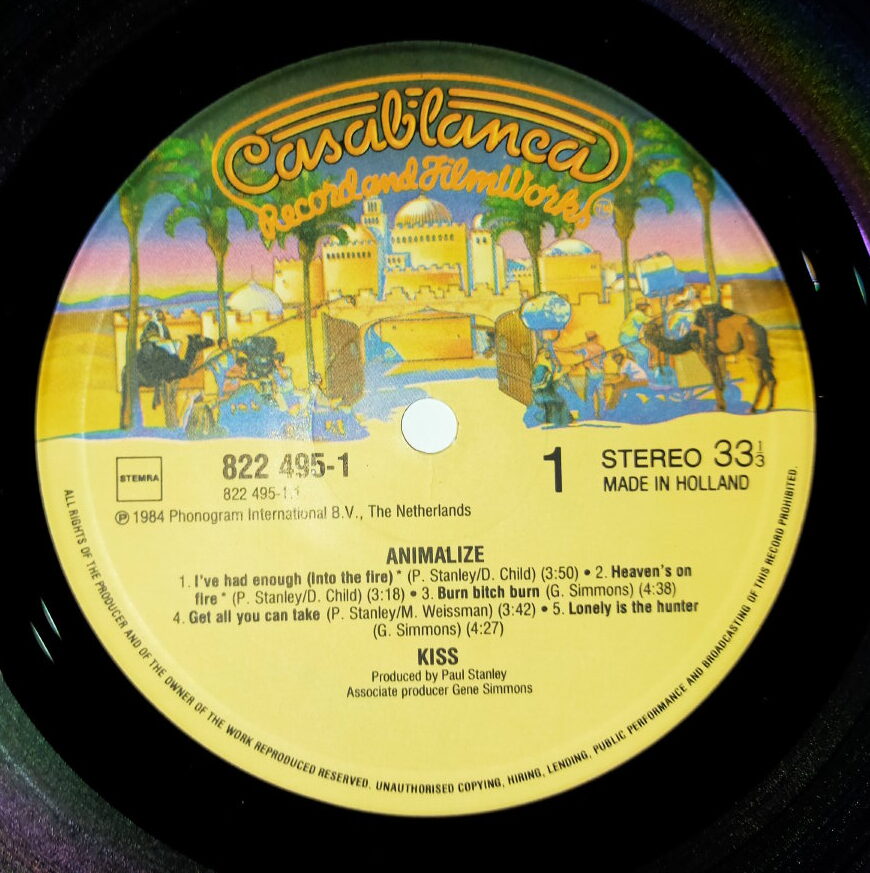 Casablanca
Record and FilmWorks
TM
STEMRA
822 495-1
822 495-1.1
1
STEREO 33 1/3
MADE IN HOLLAND
℗ 1984 Phonogram International B.V., The Netherlands
ANIMALIZE
1. I've had enough (Into the fire)* (P. Stanley/D. Child) (3:50) • 2. Heaven's on
fire* (P. Stanley/D. Child) (3:18) • 3. Burn bitch burn (G. Simmons) (4:38)
4. Get all you can take (P. Stanley/M. Weissman) (3:42) • 5. Lonely is the hunter
(G. Simmons) (4:27)
KISS
Produced by Paul Stanley
Associate producer Gene Simmons
ALL RIGHTS OF THE PRODUCER AND OF THE OWNER OF THE WORK REPRODUCED RESERVED. UNAUTHORISED COPYING, HIRING, LENDING, PUBLIC PERFORMANCE AND BROADCASTING OF THIS RECORD PROHIBITED.